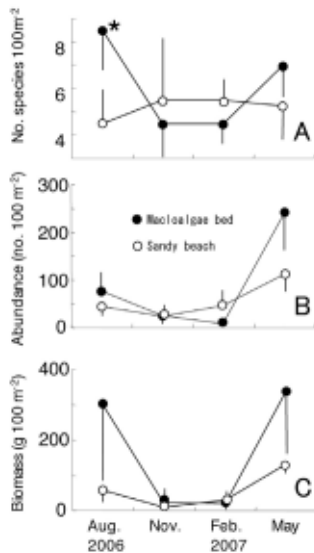 No. species 100m⁻²
8
6
4
*
A
Abundance (no. 100 m⁻²)
300
200
100
0
Macloalgae bed
Sandy beach
B
Biomass (g 100 m⁻²)
400
200
0
C
Aug. Nov. Feb. May
2006 2007